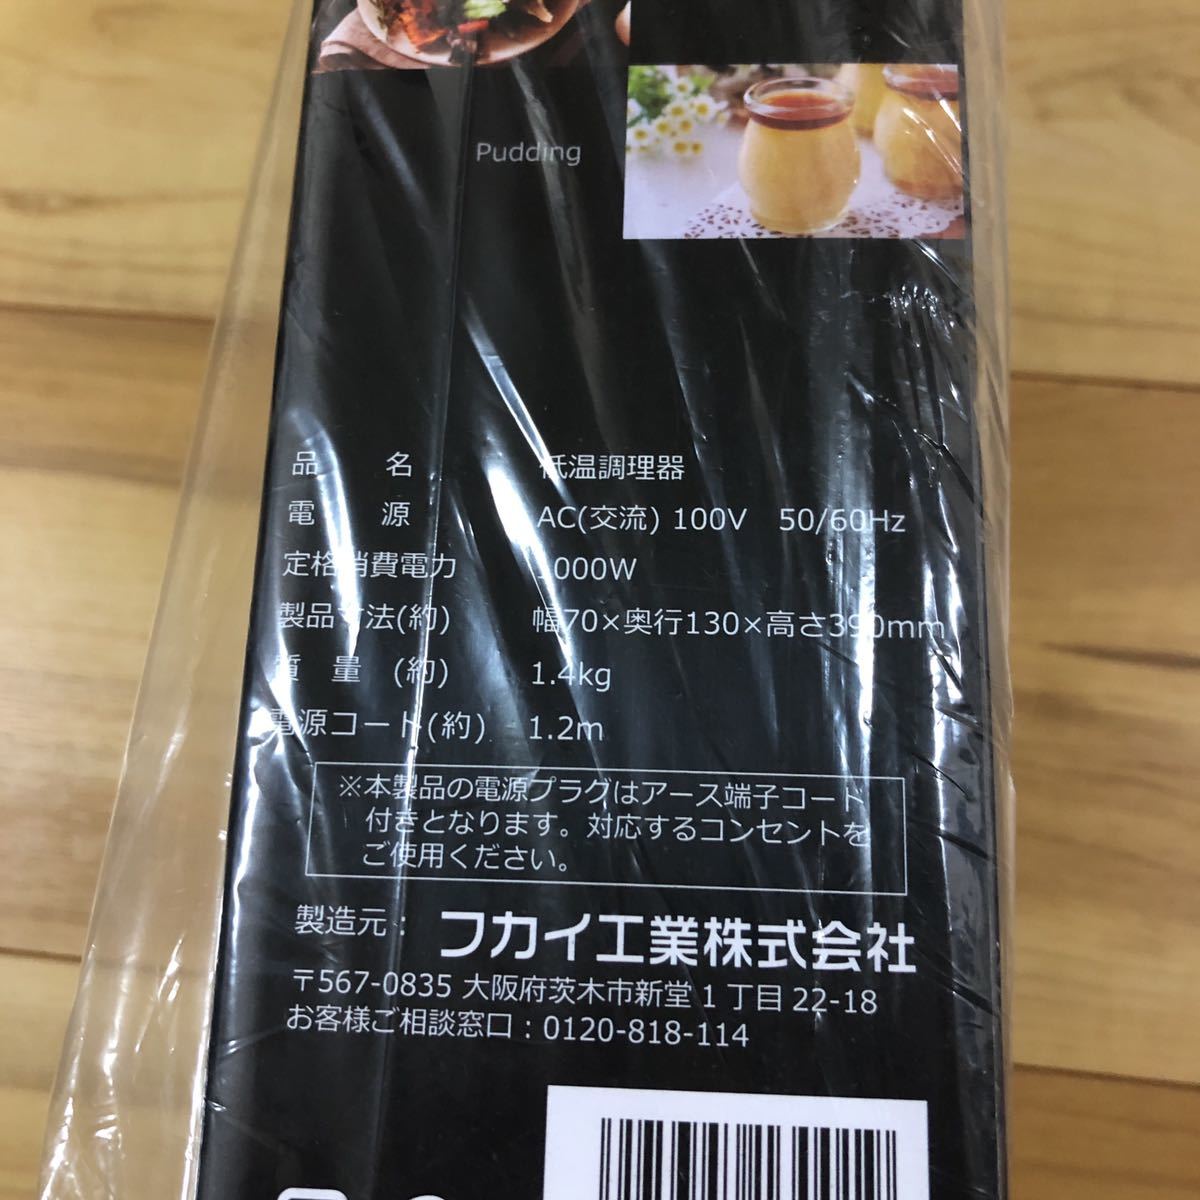 Pudding
品名 低温調理器
電源 AC(交流) 100V 50/60Hz
定格消費電力 1000W
製品寸法(約) 幅70×奥行130×高さ390mm
質量(約) 1.4kg
電源コード(約) 1.2m
※本製品の電源プラグはアース端子コード
付きとなります。対応するコンセントを
ご使用ください。
製造元： フカイ工業株式会社
〒567-0835 大阪府茨木市新堂1丁目22-18
お客様ご相談窓口：0120-818-114